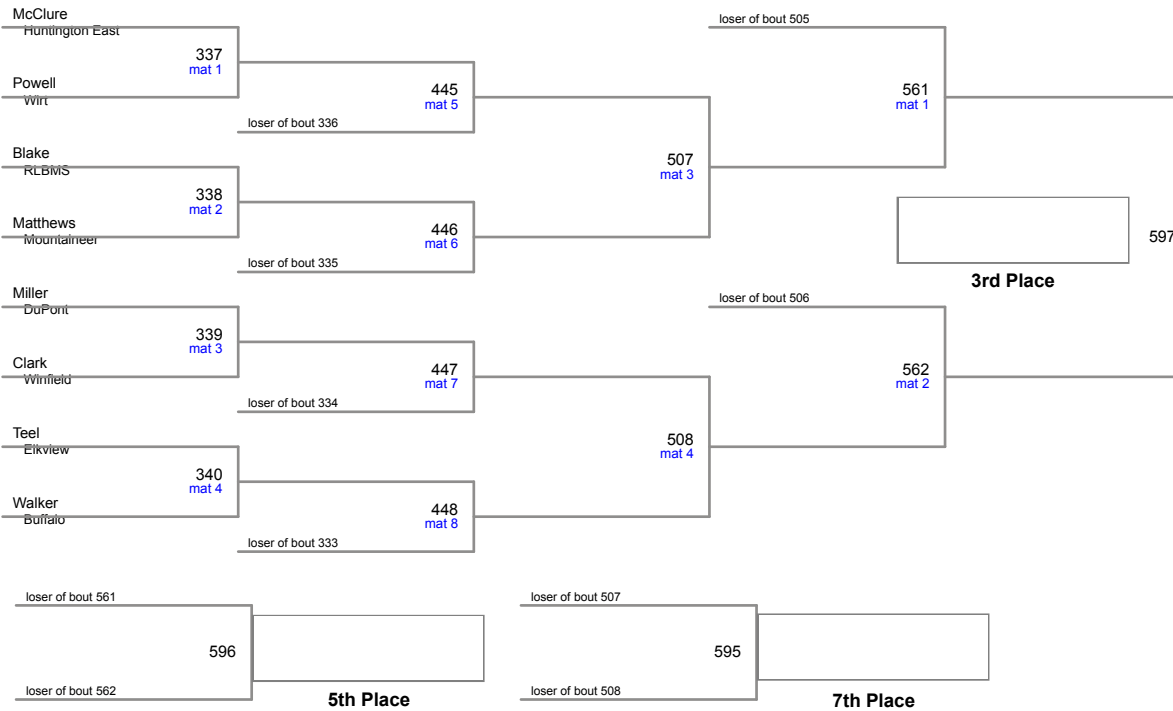 McClure
Huntington East
337
mat 1
Powell
Wirt
445
mat 5
loser of bout 336
Blake
RLBMS
338
mat 2
Matthews
Mountaineer
446
mat 6
loser of bout 335
507
mat 3
loser of bout 505
561
mat 1
597
3rd Place
Miller
DuPont
339
mat 3
Clark
Winfield
447
mat 7
loser of bout 334
Teel
Elkview
340
mat 4
Walker
Buffalo
448
mat 8
loser of bout 333
508
mat 4
loser of bout 506
562
mat 2
loser of bout 561
596
loser of bout 562
5th Place
loser of bout 507
595
loser of bout 508
7th Place